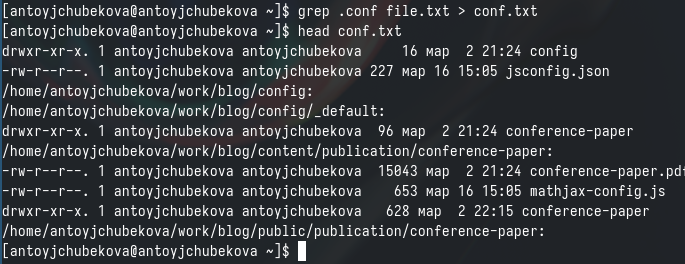 [antoyjchubekova@antoyjchubekova ~]$ grep .conf file.txt > conf.txt
[antoyjchubekova@antoyjchubekova ~]$ head conf.txt
drwxr-xr-x. 1 antoyjchubekova antoyjchubekova     16 мар  2 21:24 config
-rw-r--r--. 1 antoyjchubekova antoyjchubekova 227 мар 16 15:05 jsconfig.json
/home/antoyjchubekova/work/blog/config:
/home/antoyjchubekova/work/blog/config/_default:
drwxr-xr-x. 1 antoyjchubekova antoyjchubekova  96 мар  2 21:24 conference-paper
/home/antoyjchubekova/work/blog/content/publication/conference-paper:
-rw-r--r--. 1 antoyjchubekova antoyjchubekova  15043 мар  2 21:24 conference-paper.pdf
-rw-r--r--. 1 antoyjchubekova antoyjchubekova    653 мар 16 15:05 mathjax-config.js
drwxr-xr-x. 1 antoyjchubekova antoyjchubekova   628 мар  2 22:15 conference-paper
/home/antoyjchubekova/work/blog/public/publication/conference-paper:
[antoyjchubekova@antoyjchubekova ~]$